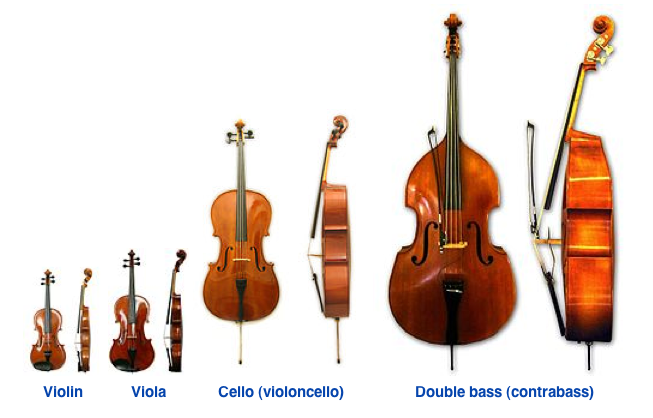 Violin
Viola
Cello (violoncello)
Double bass (contrabass)